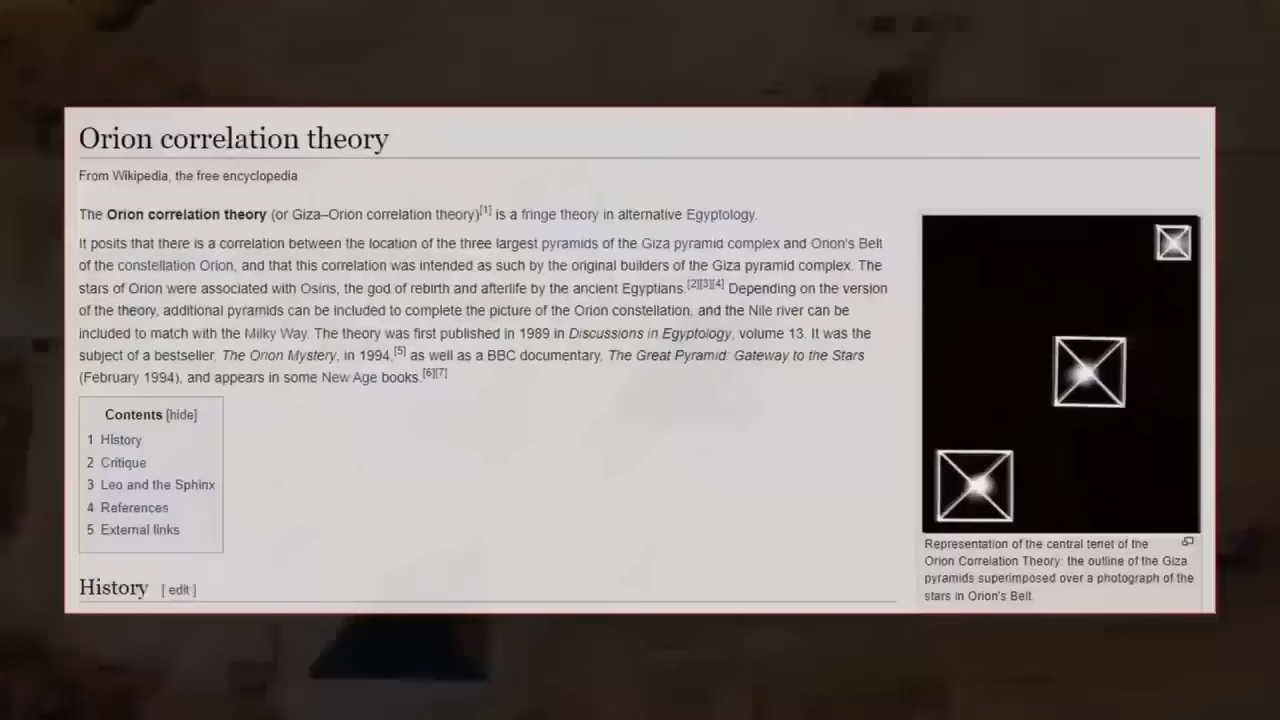 Orion correlation theory
From Wikipedia, the free encyclopedia
The Orion correlation theory (or Giza–Orion correlation theory)[1] is a fringe theory in alternative Egyptology.
It posits that there is a correlation between the location of the three largest pyramids of the Giza pyramid complex and Orion's Belt
of the constellation Orion, and that this correlation was intended as such by the original builders of the Giza pyramid complex. The
stars of Orion were associated with Osiris, the god of rebirth and afterlife by the ancient Egyptians.[2][3][4] Depending on the version
of the theory, additional pyramids can be included to complete the picture of the Orion constellation, and the Nile river can be
included to match with the Milky Way. The theory was first published in 1989 in Discussions in Egyptology, volume 13. It was the
subject of a bestseller, The Orion Mystery, in 1994,[5] as well as a BBC documentary, The Great Pyramid: Gateway to the Stars
(February 1994), and appears in some New Age books.[6][7]
Contents [hide]
1 History
2 Critique
3 Leo and the Sphinx
4 References
5 External links
History [ edit ]
Representation of the central tenet of the
Orion Correlation Theory: the outline of the Giza
pyramids superimposed over a photograph of the
stars in Orion's Belt